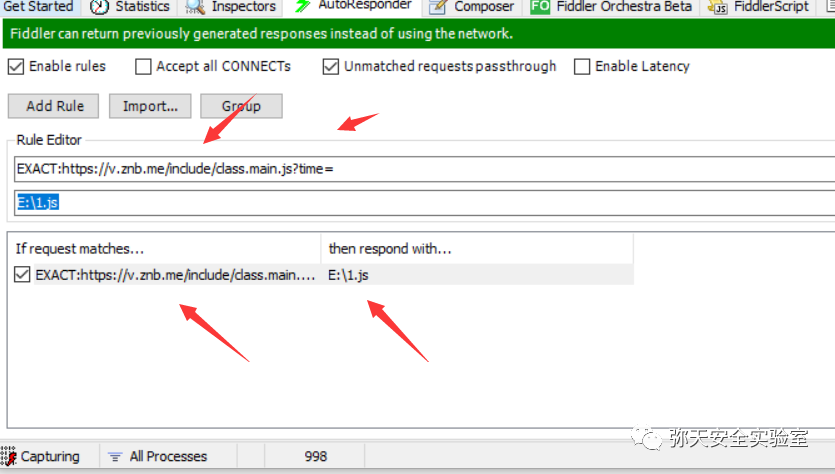 Get Started Statistics Inspectors AutoResponder Composer FO Fiddler Orchestra Beta JS FiddlerScript
Fiddler can return previously generated responses instead of using the network.
Enable rules Accept all CONNECTs Unmatched requests passthrough Enable Latency
Add Rule Import... Group
Rule Editor
EXACT:https://v.znb.me/include/class.main.js?time=
E:\1.js
If request matches... then respond with...
EXACT:https://v.znb.me/include/class.main.... E:\1.js
弥天安全实验室
Capturing All Processes 998